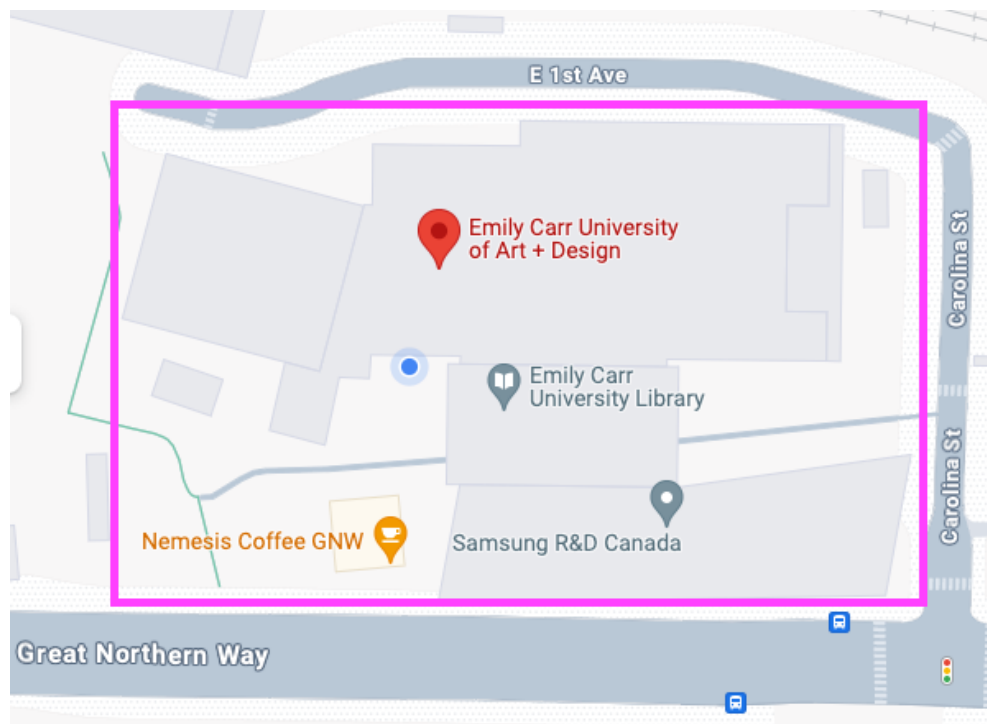 E 1st Ave
Emily Carr University
of Art + Design
Carolina St
Emily Carr
University Library
Carolina St
Nemesis Coffee GNW
Samsung R&D Canada
Great Northern Way